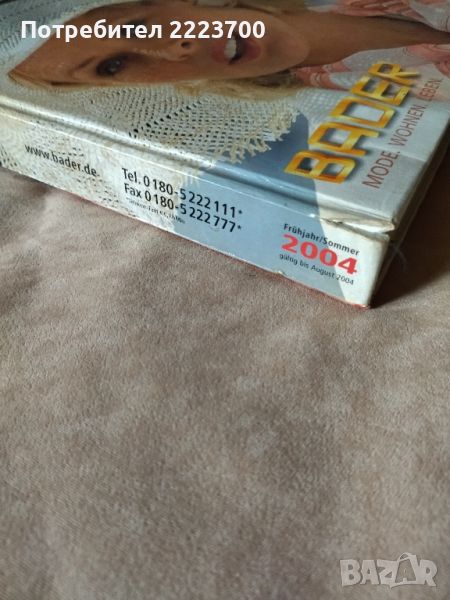 Потребител 2223700
BADER
MODE. WOHNEN. LEBEN.
www.bader.de
Tel. 0180-5 222 111*
Fax 0180-5 222 777*
Frühjahr/Sommer
2004
gültig bis August 2004
BAZAR